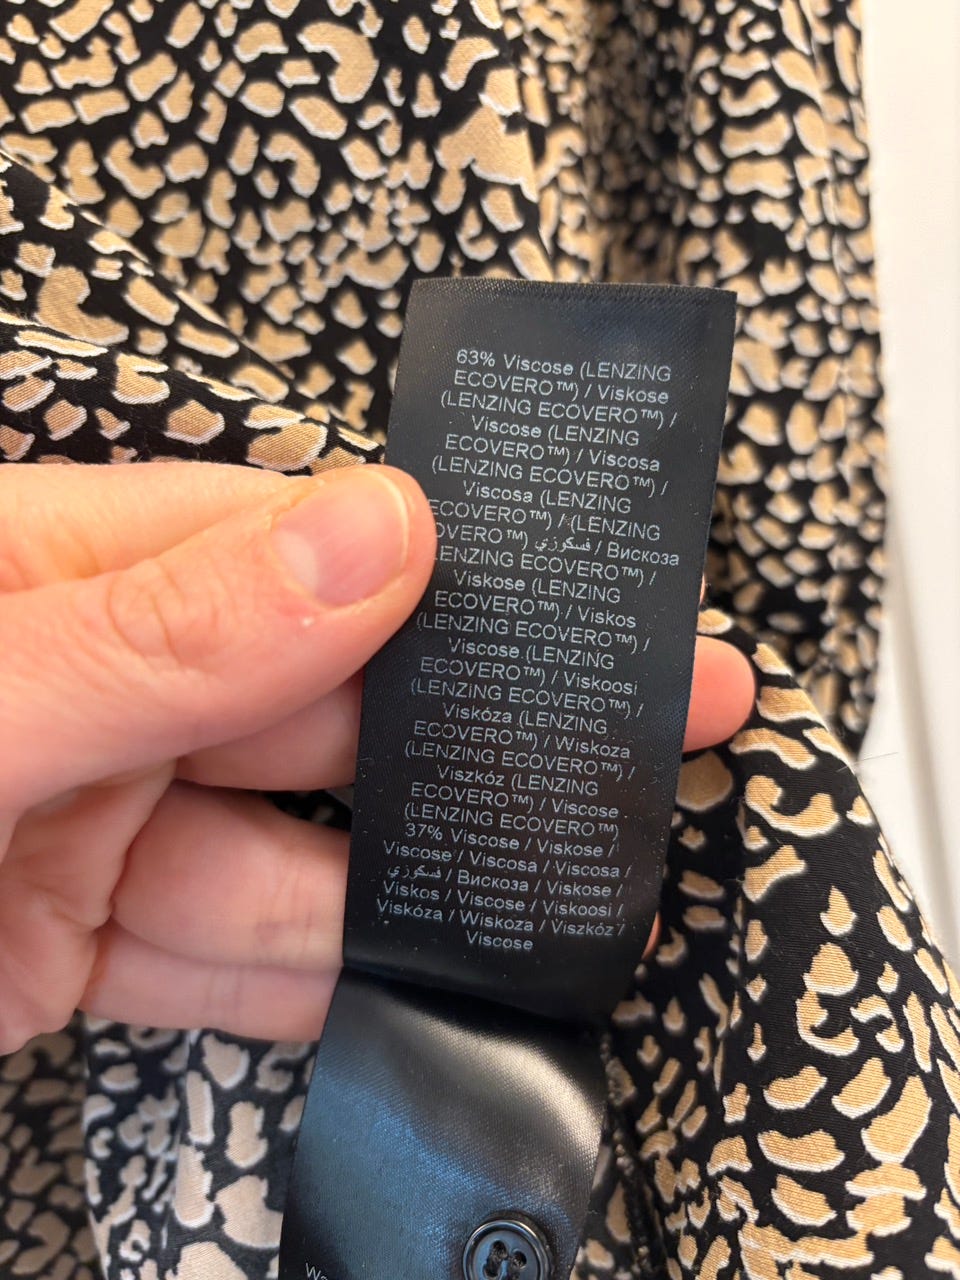 63% Viscose (LENZING
ECOVERO™) / Viskose
(LENZING ECOVERO™) /
Viscose (LENZING
ECOVERO™) / Viscosa
(LENZING ECOVERO™) /
Viscosa (LENZING
ECOVERO™) / (LENZING
OVERO™) فسكوزي / Вискоза
LENZING ECOVERO™) /
Viskose (LENZING
ECOVERO™) / Viskos
(LENZING ECOVERO™) /
Viscose (LENZING
ECOVERO™) / Viskoosi
(LENZING ECOVERO™) /
Viskóza (LENZING
ECOVERO™) / Wiskoza
(LENZING ECOVERO™) /
Viszkóz (LENZING
ECOVERO™) / Viscose
(LENZING ECOVERO™)
37% Viscose / Viskose /
Viscose / Viscosa / Viscosa /
فسكوزي / Вискоза / Viskose /
Viskos / Viscose / Viskoosi /
Viskóza / Wiskoza / Viszkóz /
Viscose